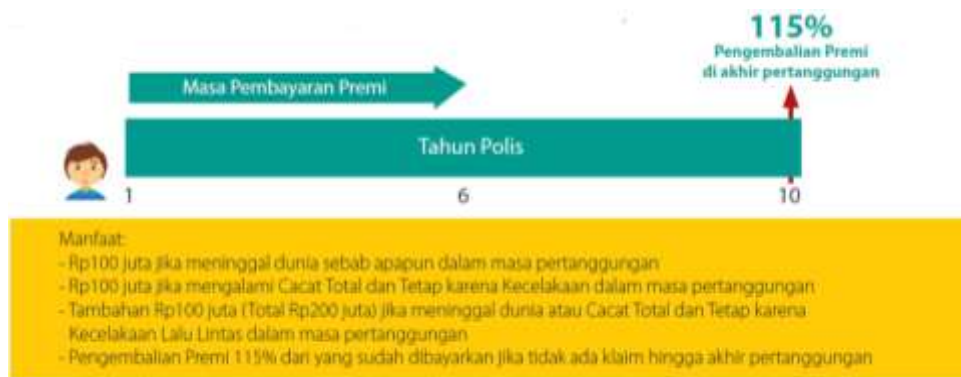 115%
Pengembalian Premi
di akhir pertanggungan
Masa Pembayaran Premi
Tahun Polis
1 6 10
Manfaat:
- Rp100 juta jika meninggal dunia sebab apapun dalam masa pertanggungan
- Rp100 juta jika mengalami Cacat Total dan Tetap karena Kecelakaan dalam masa pertanggungan
- Tambahan Rp100 juta (Total Rp200 juta) jika meninggal dunia atau Cacat Total dan Tetap karena
Kecelakaan Lalu Lintas dalam masa pertanggungan
- Pengembalian Premi 115% dari yang sudah dibayarkan jika tidak ada klaim hingga akhir pertanggungan